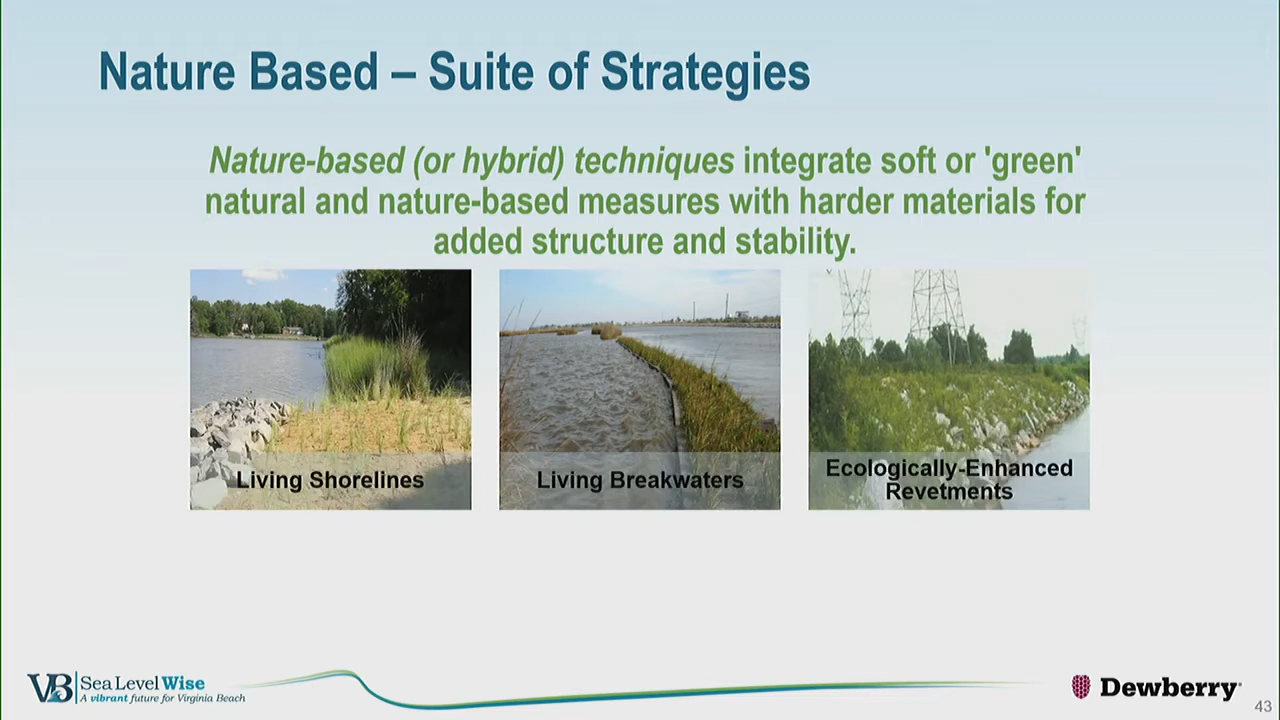 Nature Based – Suite of Strategies
Nature-based (or hybrid) techniques integrate soft or 'green'
natural and nature-based measures with harder materials for
added structure and stability.
Living Shorelines
Living Breakwaters
Ecologically-Enhanced
Revetments
VB Sea Level Wise
A vibrant future for Virginia Beach
Dewberry
43